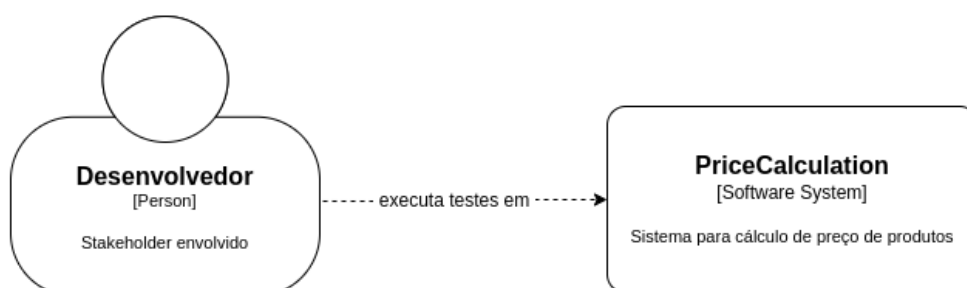 Desenvolvedor
[Person]
Stakeholder envolvido
executa testes em
PriceCalculation
[Software System]
Sistema para cálculo de preço de produtos